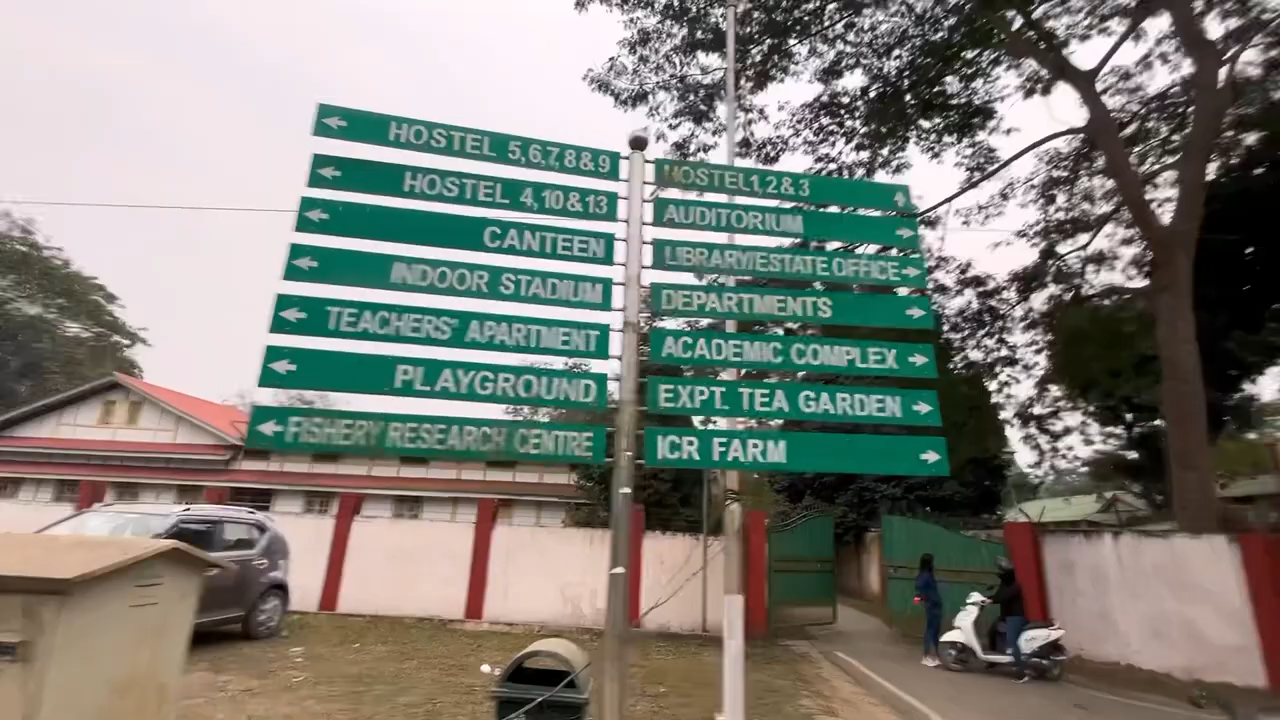 HOSTEL 5,6,7,8&9
HOSTEL 4,10&13
CANTEEN
INDOOR STADIUM
TEACHERS' APARTMENT
PLAYGROUND
FISHERY RESEARCH CENTRE
HOSTEL1,2&3
AUDITORIUM
LIBRARY/ESTATE OFFICE
DEPARTMENTS
ACADEMIC COMPLEX
EXPT. TEA GARDEN
ICR FARM